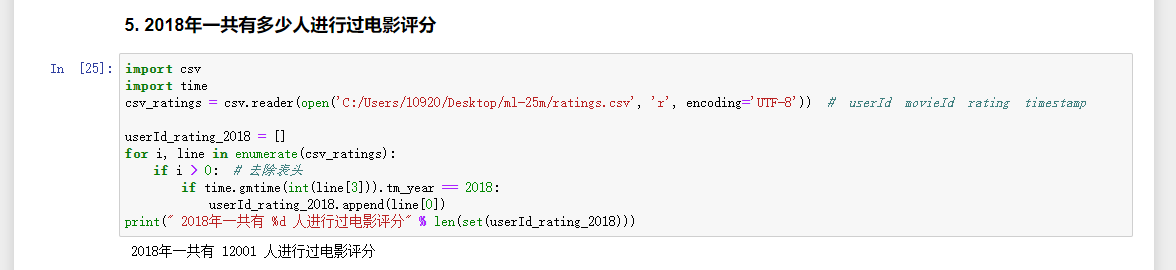 5. 2018年一共有多少人进行过电影评分
In [25]:
import csv
import time
csv_ratings = csv.reader(open('C:/Users/10920/Desktop/ml-25m/ratings.csv', 'r', encoding='UTF-8'))  # userId movieId rating timestamp
userId_rating_2018 = []
for i, line in enumerate(csv_ratings):
    if i > 0:  # 去除表头
        if time.gmtime(int(line[3])).tm_year == 2018:
            userId_rating_2018.append(line[0])
print(" 2018年一共有 %d 人进行过电影评分" % len(set(userId_rating_2018)))
2018年一共有 12001 人进行过电影评分